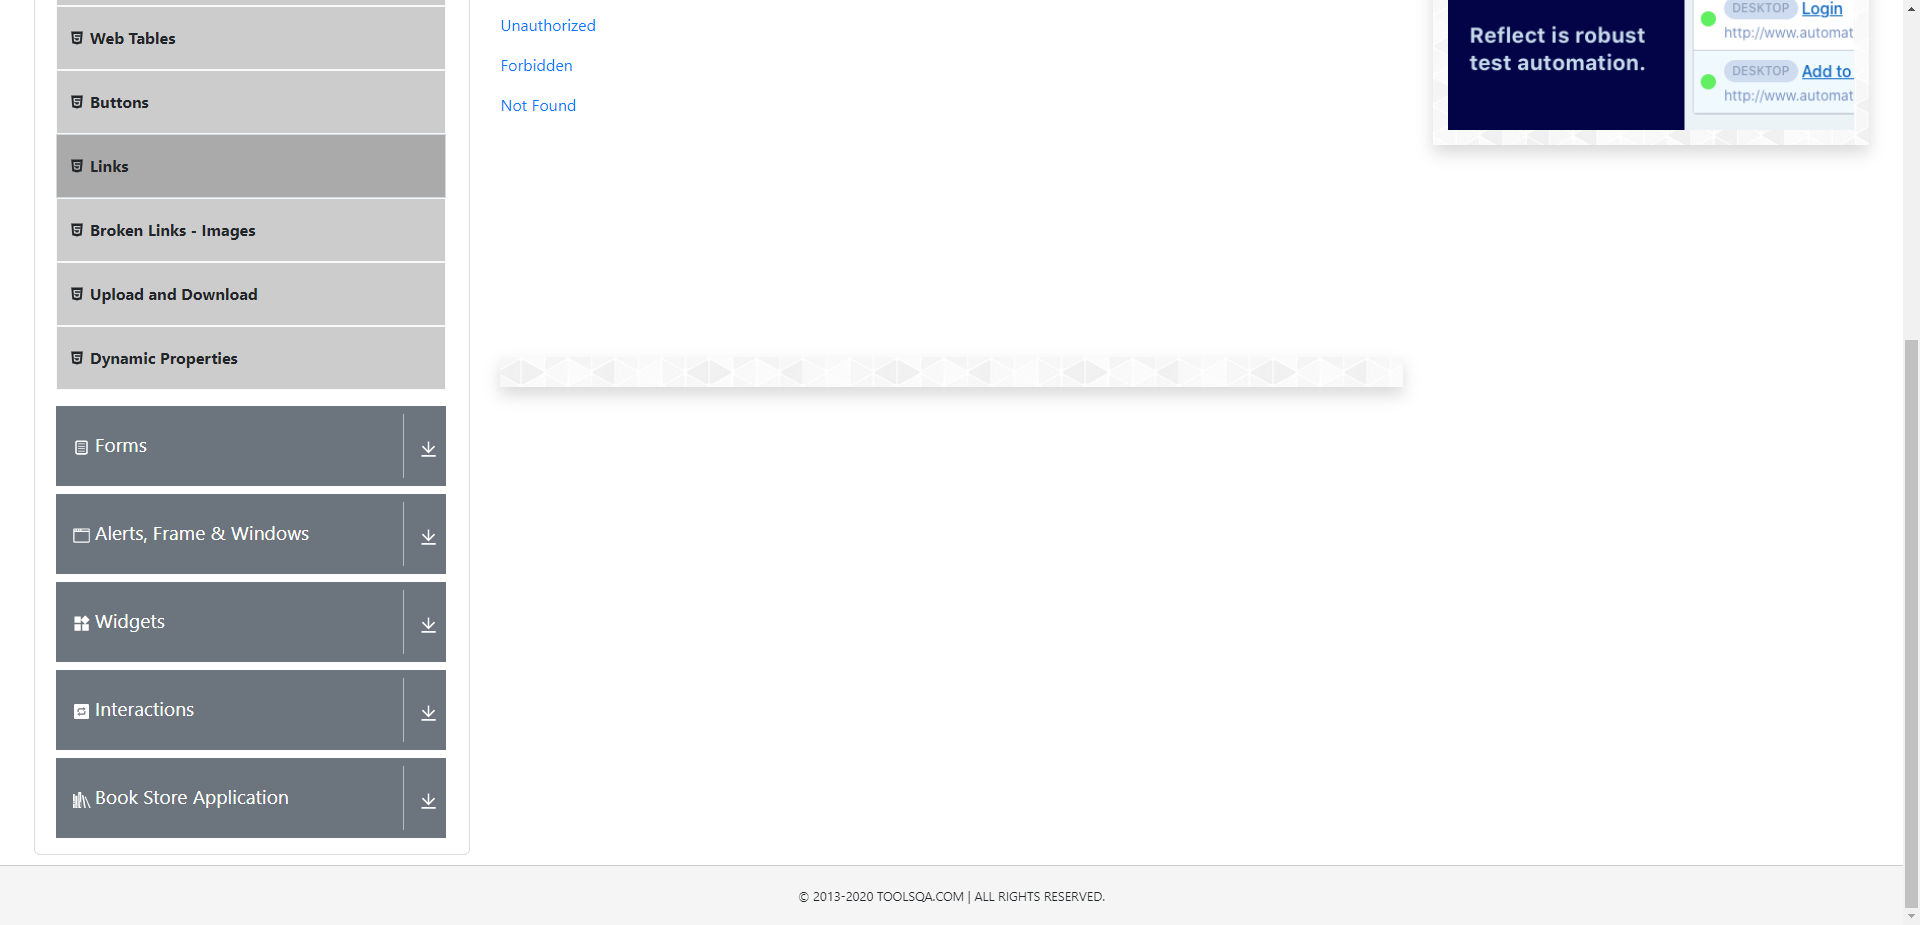 Web Tables
Buttons
Links
Broken Links - Images
Upload and Download
Dynamic Properties
Forms
Alerts, Frame & Windows
Widgets
Interactions
Book Store Application
Unauthorized
Forbidden
Not Found
Reflect is robust
test automation.
DESKTOP Login
http://www.automat
DESKTOP Add to
http://www.automat
© 2013-2020 TOOLSQA.COM | ALL RIGHTS RESERVED.